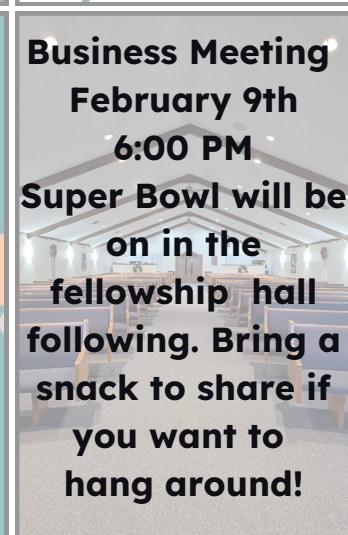 Business Meeting
February 9th
6:00 PM
Super Bowl will be
on in the
fellowship hall
following. Bring a
snack to share if
you want to
hang around!